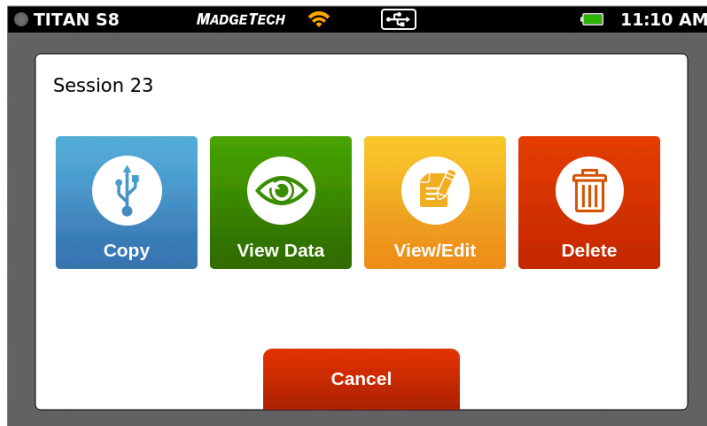 TITAN S8 MADGETECH 11:10 AM
Session 23
Copy View Data View/Edit Delete
Cancel